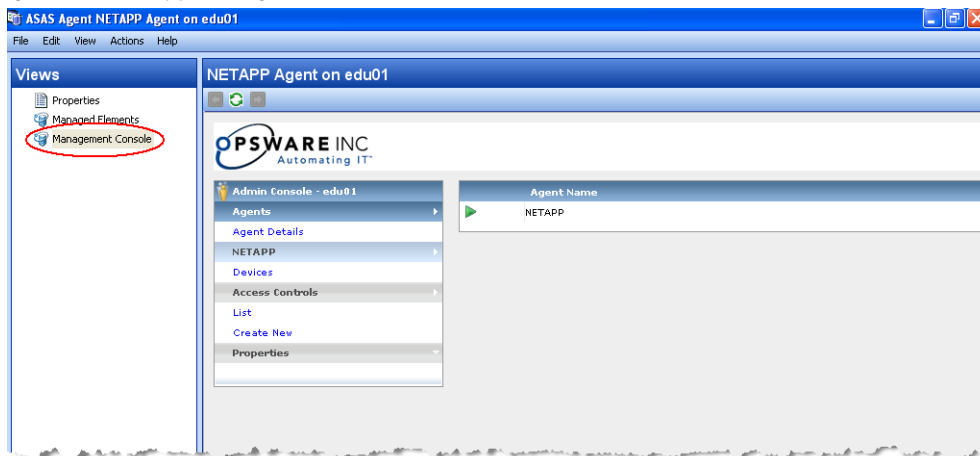 ASAS Agent NETAPP Agent on edu01
File Edit View Actions Help
Views
Properties
Managed Elements
Management Console
NETAPP Agent on edu01
OPSWARE INC
Automating IT™
Admin Console - edu01
Agents
Agent Details
NETAPP
Devices
Access Controls
List
Create New
Properties
Agent Name
NETAPP